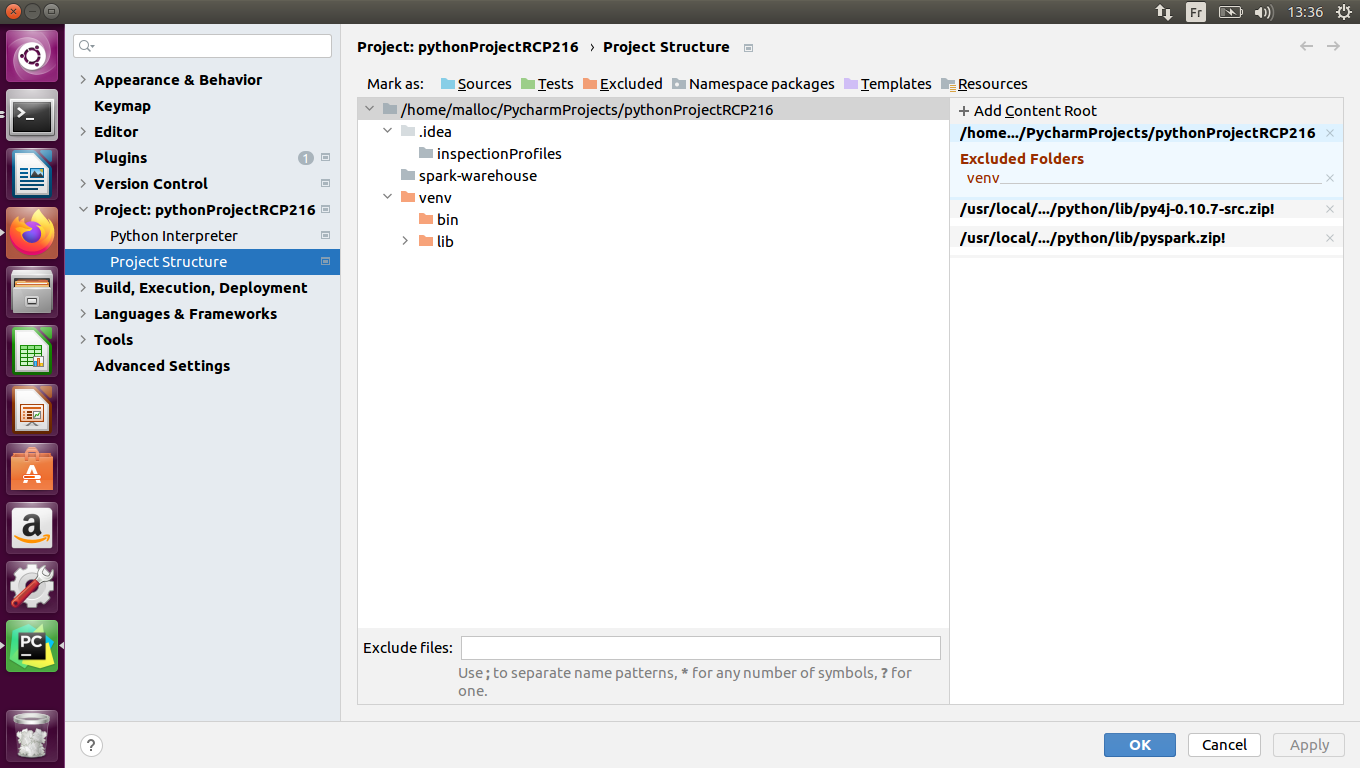 Fr
13:36
Appearance & Behavior
Keymap
Editor
Plugins 1
Version Control
Project: pythonProjectRCP216
Python Interpreter
Project Structure
Build, Execution, Deployment
Languages & Frameworks
Tools
Advanced Settings
Project: pythonProjectRCP216 › Project Structure
Mark as: Sources Tests Excluded Namespace packages Templates Resources
/home/malloc/PycharmProjects/pythonProjectRCP216
.idea
inspectionProfiles
spark-warehouse
venv
bin
lib
+ Add Content Root
/home.../PycharmProjects/pythonProjectRCP216
Excluded Folders
venv
/usr/local/.../python/lib/py4j-0.10.7-src.zip!
/usr/local/.../python/lib/pyspark.zip!
Exclude files:
Use ; to separate name patterns, * for any number of symbols, ? for
one.
?
OK
Cancel
Apply
A
a
PC